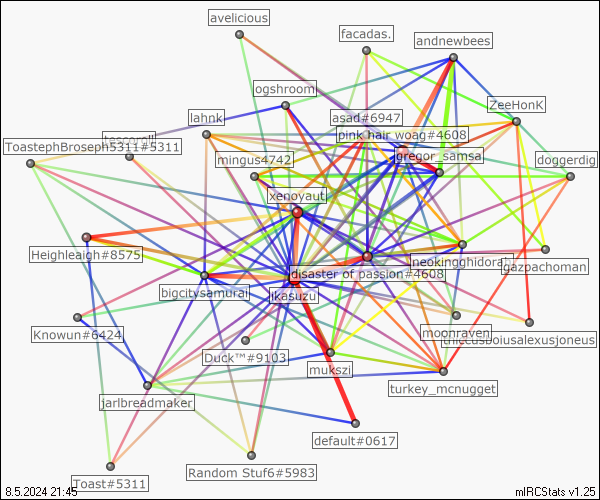 avelicious
facadas.
andnewbees
ogshroom
ZeeHonK
lahnk
asad#6947
pink hair woag#4608
ToastephBroseph5311#5311
gregor_samsa
mingus4742
doggerdig
xenoyaut
Heighleaigh#8575
neokingghidorah
gazpachoman
disaster of passion#4608
bigcitysamurai
ikasuzu
Knowun#6424
moonraven
Duck™#9103
mukszi
turkey_mcnugget
jarlbreadmaker
default#0617
Random Stuf6#5983
Toast#5311
8.5.2024 21:45
mIRCStats v1.25